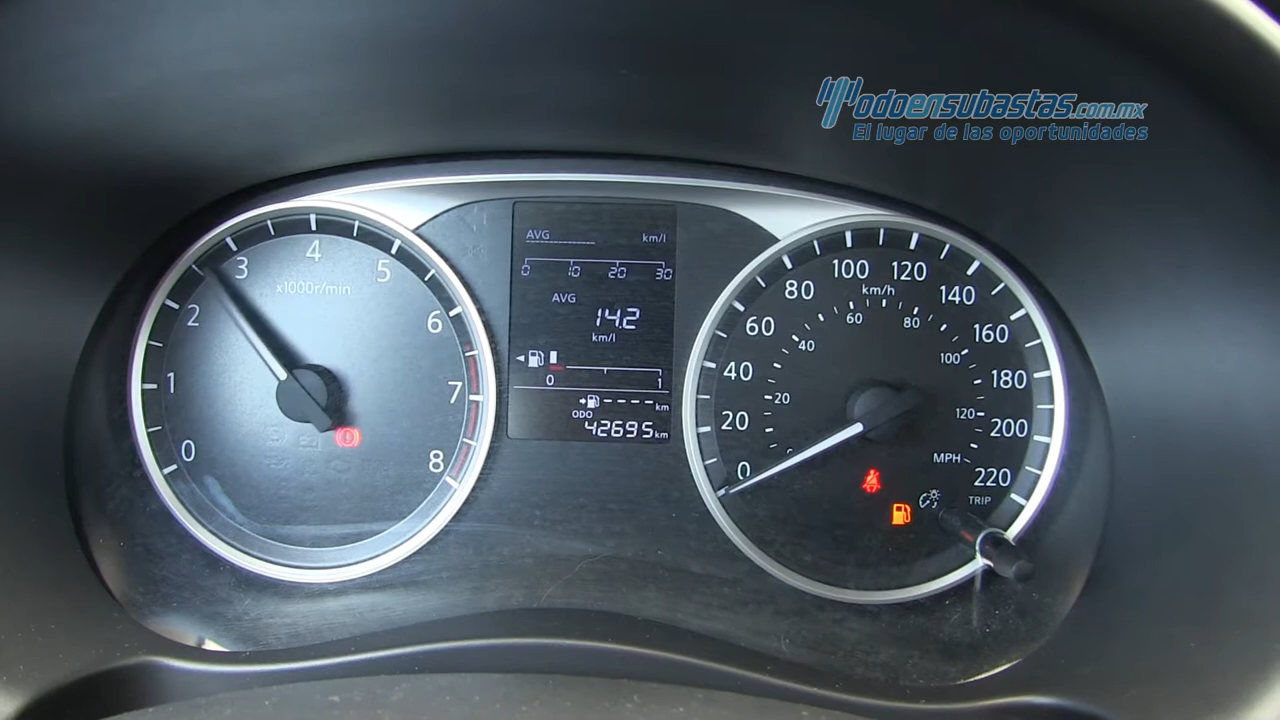 Todoensubastas.com.mx
El lugar de las oportunidades
0 1 2 3 4 5 6 7 8
x1000r/min
AVG km/l
0 10 20 30
AVG
14.2
km/l
0 1
---- km
ODO
42695 km
0 20 40 60 80 100 120 140 160 180 200 220
km/h
20 40 60 80 100 120
MPH
TRIP